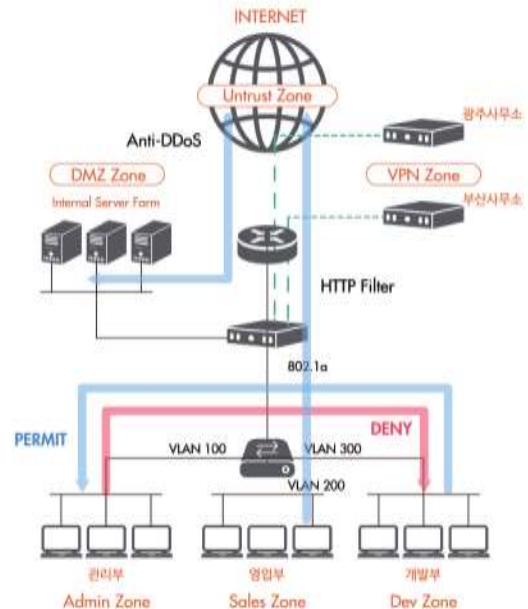 INTERNET
Untrust Zone
광주사무소
Anti-DDoS
DMZ Zone
VPN Zone
Internal Server Farm
부산사무소
HTTP Filter
802.1a
PERMIT
DENY
VLAN 100
VLAN 300
VLAN 200
관리부
영입부
개발부
Admin Zone
Sales Zone
Dev Zone